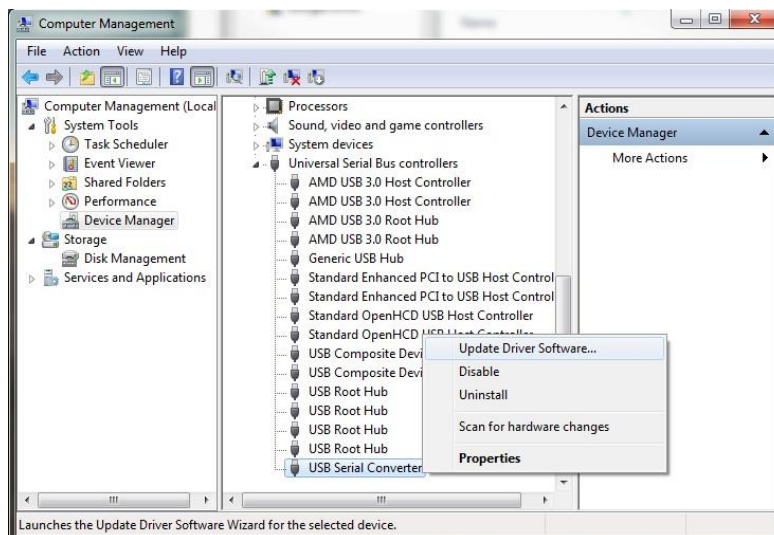 Computer Management
File Action View Help
Computer Management (Local
System Tools
Task Scheduler
Event Viewer
Shared Folders
Performance
Device Manager
Storage
Disk Management
Services and Applications
Processors
Sound, video and game controllers
System devices
Universal Serial Bus controllers
AMD USB 3.0 Host Controller
AMD USB 3.0 Host Controller
AMD USB 3.0 Root Hub
AMD USB 3.0 Root Hub
Generic USB Hub
Standard Enhanced PCI to USB Host Control
Standard Enhanced PCI to USB Host Control
Standard OpenHCD USB Host Controller
Standard OpenHCD USB Host Controller
USB Composite Devi
USB Composite Devi
USB Root Hub
USB Root Hub
USB Root Hub
USB Root Hub
USB Serial Converter
Update Driver Software...
Disable
Uninstall
Scan for hardware changes
Properties
Actions
Device Manager
More Actions
Launches the Update Driver Software Wizard for the selected device.